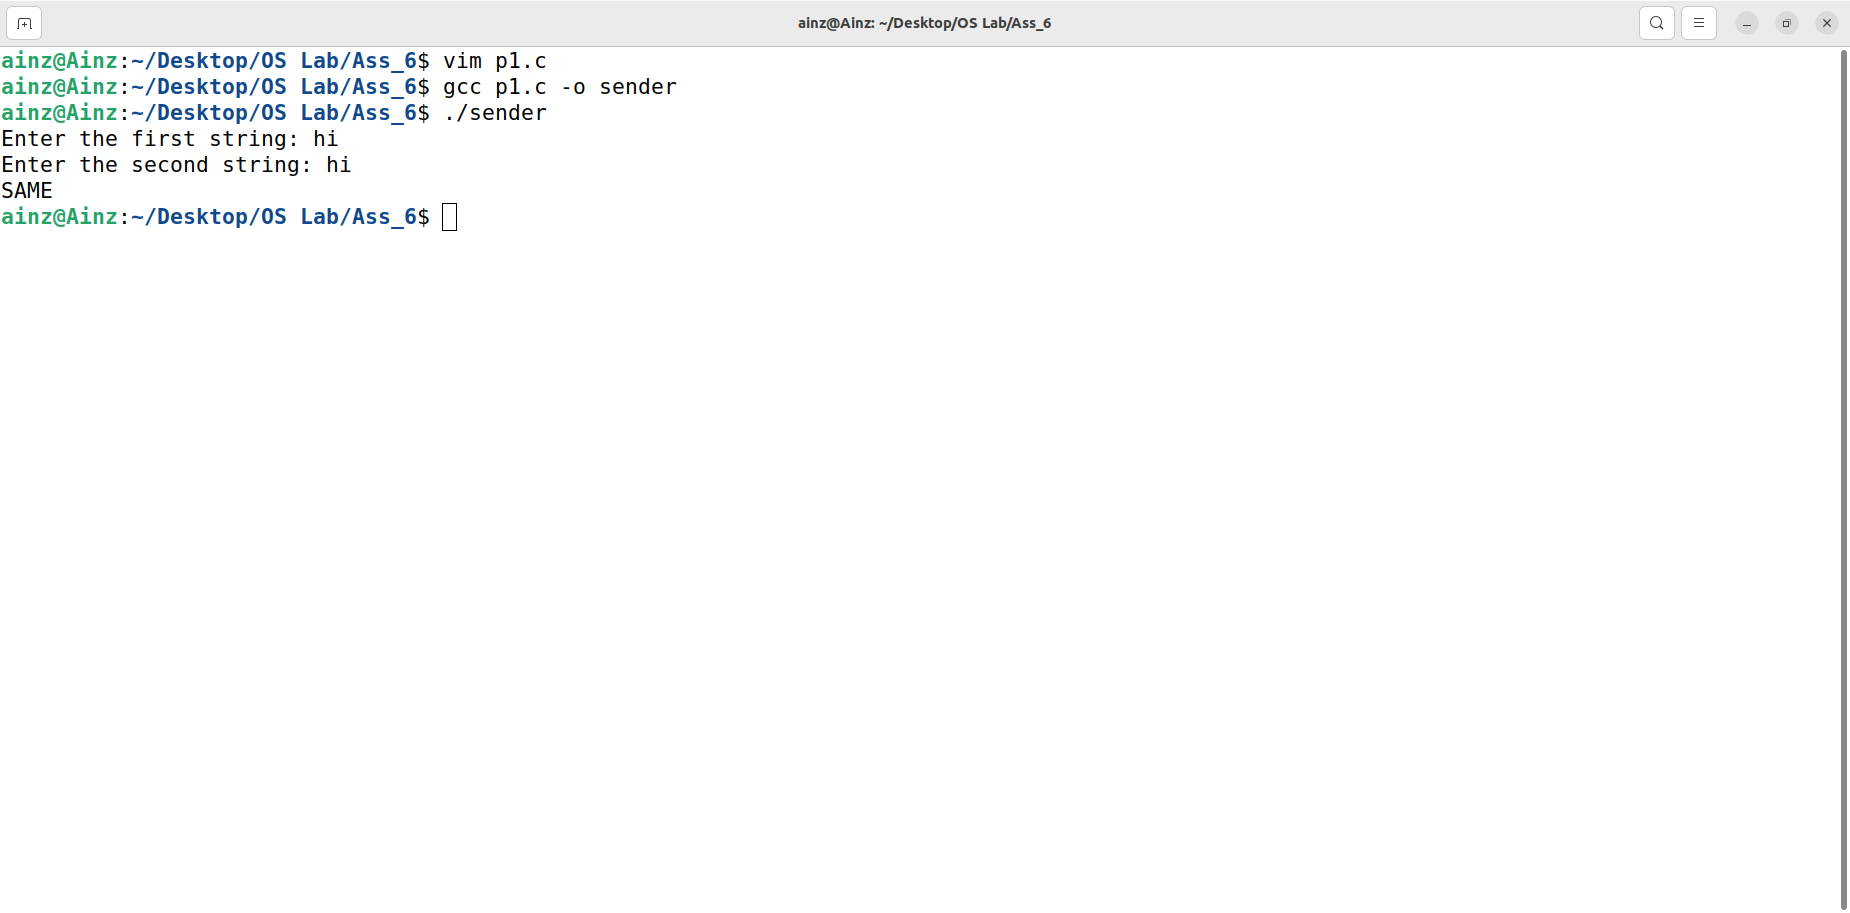 ainz@Ainz: ~/Desktop/OS Lab/Ass_6
ainz@Ainz:~/Desktop/OS Lab/Ass_6$ vim p1.c
ainz@Ainz:~/Desktop/OS Lab/Ass_6$ gcc p1.c -o sender
ainz@Ainz:~/Desktop/OS Lab/Ass_6$ ./sender
Enter the first string: hi
Enter the second string: hi
SAME
ainz@Ainz:~/Desktop/OS Lab/Ass_6$